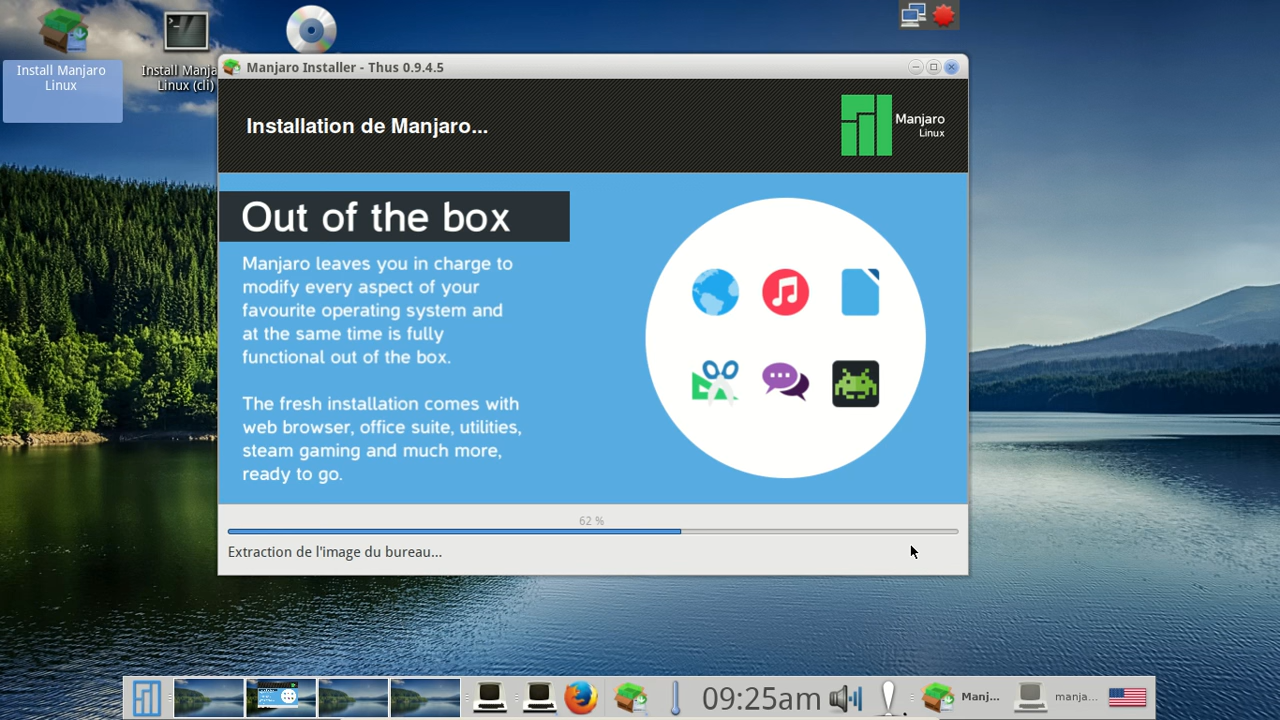 Install Manjaro
Linux
Install Manja
Linux (cli)
Manjaro Installer - Thus 0.9.4.5
Installation de Manjaro...
Manjaro
Linux
Out of the box
Manjaro leaves you in charge to
modify every aspect of your
favourite operating system and
at the same time is fully
functional out of the box.
The fresh installation comes with
web browser, office suite, utilities,
steam gaming and much more,
ready to go.
62 %
Extraction de l'image du bureau...
09:25am
Manj...
manja...